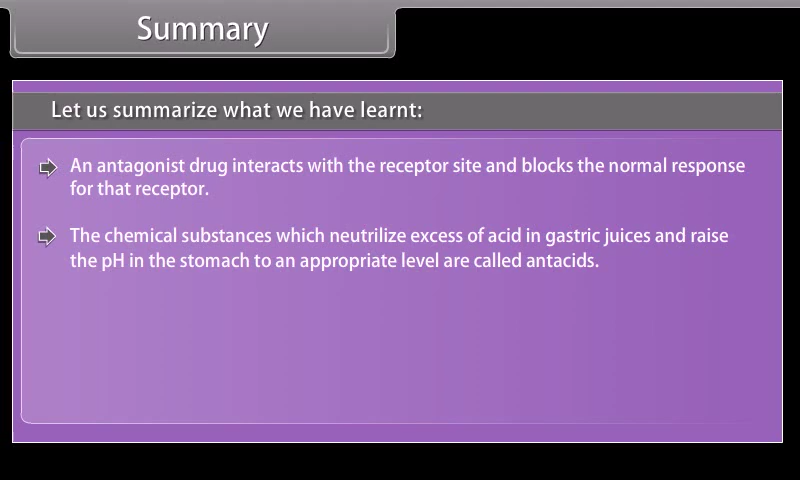 Summary
Let us summarize what we have learnt:
An antagonist drug interacts with the receptor site and blocks the normal response
for that receptor.
The chemical substances which neutrilize excess of acid in gastric juices and raise
the pH in the stomach to an appropriate level are called antacids.